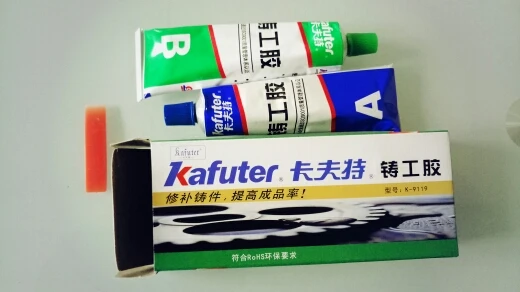 B
Kafuter
卡夫特
铸工胶
Kafuter
卡夫特
铸工胶
A
Kafuter
Kafuter® 卡夫特® 铸工胶
修补铸件，提高成品率！
型号：K-9119
符合RoHS环保要求